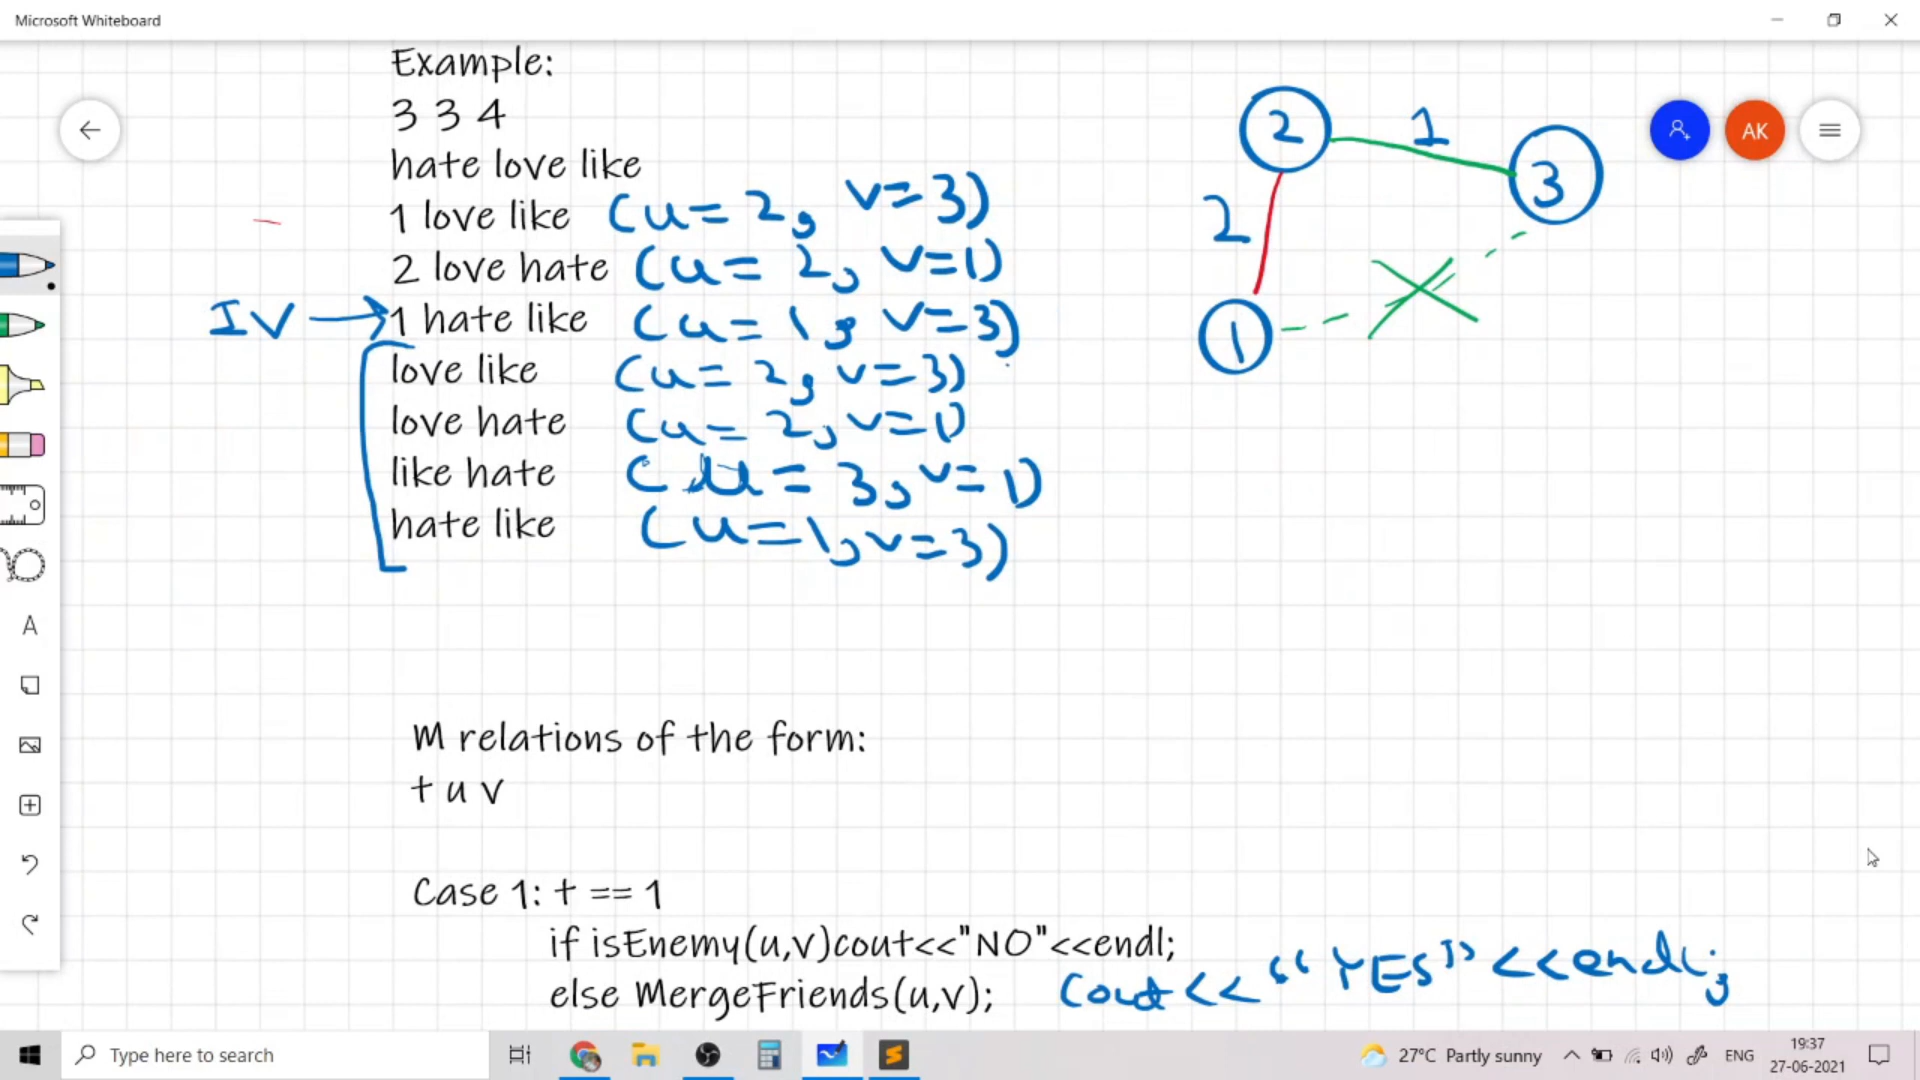 Microsoft Whiteboard
Example:
3 3 4
hate love like
1 love like (u=2, v=3)
2 love hate (u=2, v=1)
IV → 1 hate like (u=1, v=3)
love like (u=2, v=3)
love hate (u=2, v=1)
like hate (u=3, v=1)
hate like (u=1, v=3)
2
1
3
2
1
AK
A
M relations of the form:
t u v
Case 1: t == 1
if isEnemy(u,v)cout<<"NO"<<endl;
else MergeFriends(u,v); Cout<<"YES"<<endl;
Type here to search
27°C Partly sunny
ENG
19:37
27-06-2021